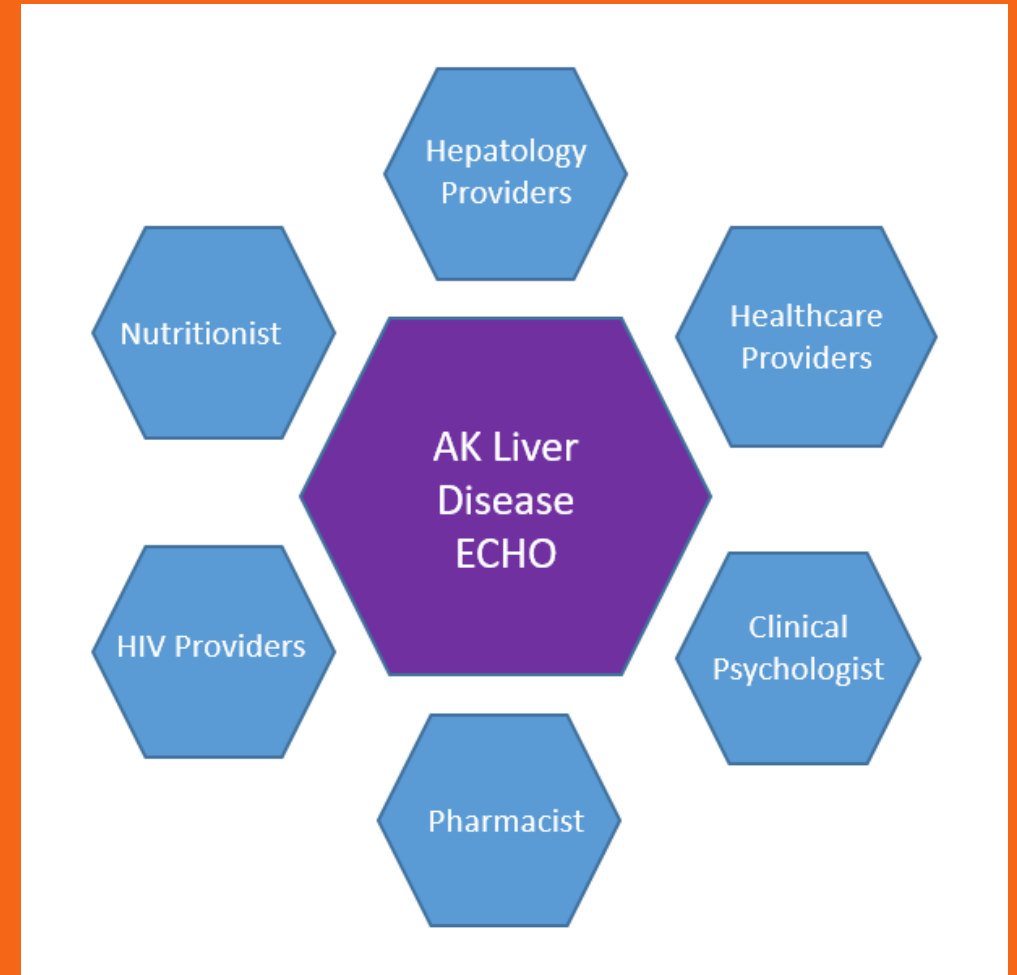 Hepatology
Providers
Healthcare
Providers
Nutritionist
AK Liver
Disease
ECHO
Clinical
Psychologist
HIV Providers
Pharmacist